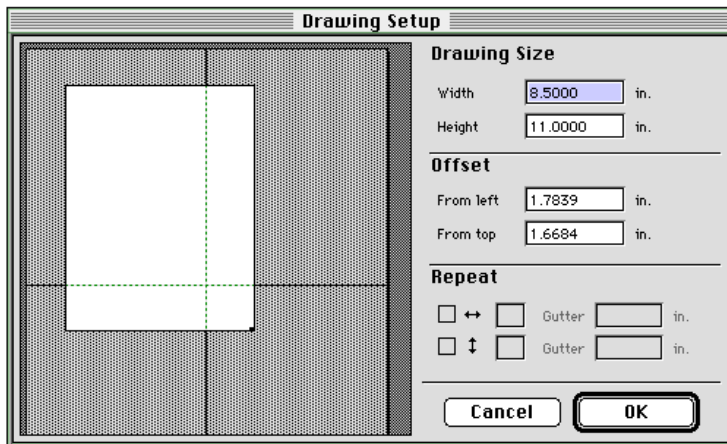 Drawing Setup
Drawing Size
Width 8.5000 in.
Height 11.0000 in.
Offset
From left 1.7839 in.
From top 1.6684 in.
Repeat
Gutter in.
Gutter in.
Cancel OK